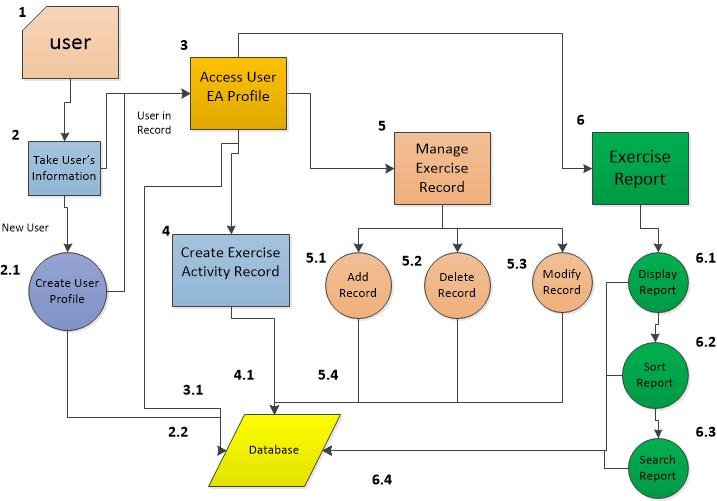 1
user
2
Take User's
Information
New User
2.1
Create User
Profile
3
Access User
EA Profile
User in
Record
4
Create Exercise
Activity Record
5
Manage
Exercise
Record
5.1
Add
Record
5.2
Delete
Record
5.3
Modify
Record
6
Exercise
Report
6.1
Display
Report
6.2
Sort
Report
6.3
Search
Report
3.1
4.1
5.4
2.2
Database
6.4